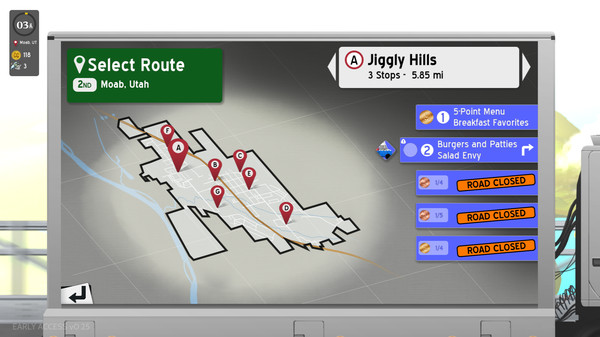 03A
Moab, UT
118
3
Select Route
2ND Moab, Utah
A Jiggly Hills
3 Stops - 5.85 mi
1 5-Point Menu
Breakfast Favorites
2 Burgers and Patties
Salad Envy
1/4 ROAD CLOSED
1/5 ROAD CLOSED
1/4 ROAD CLOSED
F
A
B
C
E
G
D
EARLY ACCESS v0.25